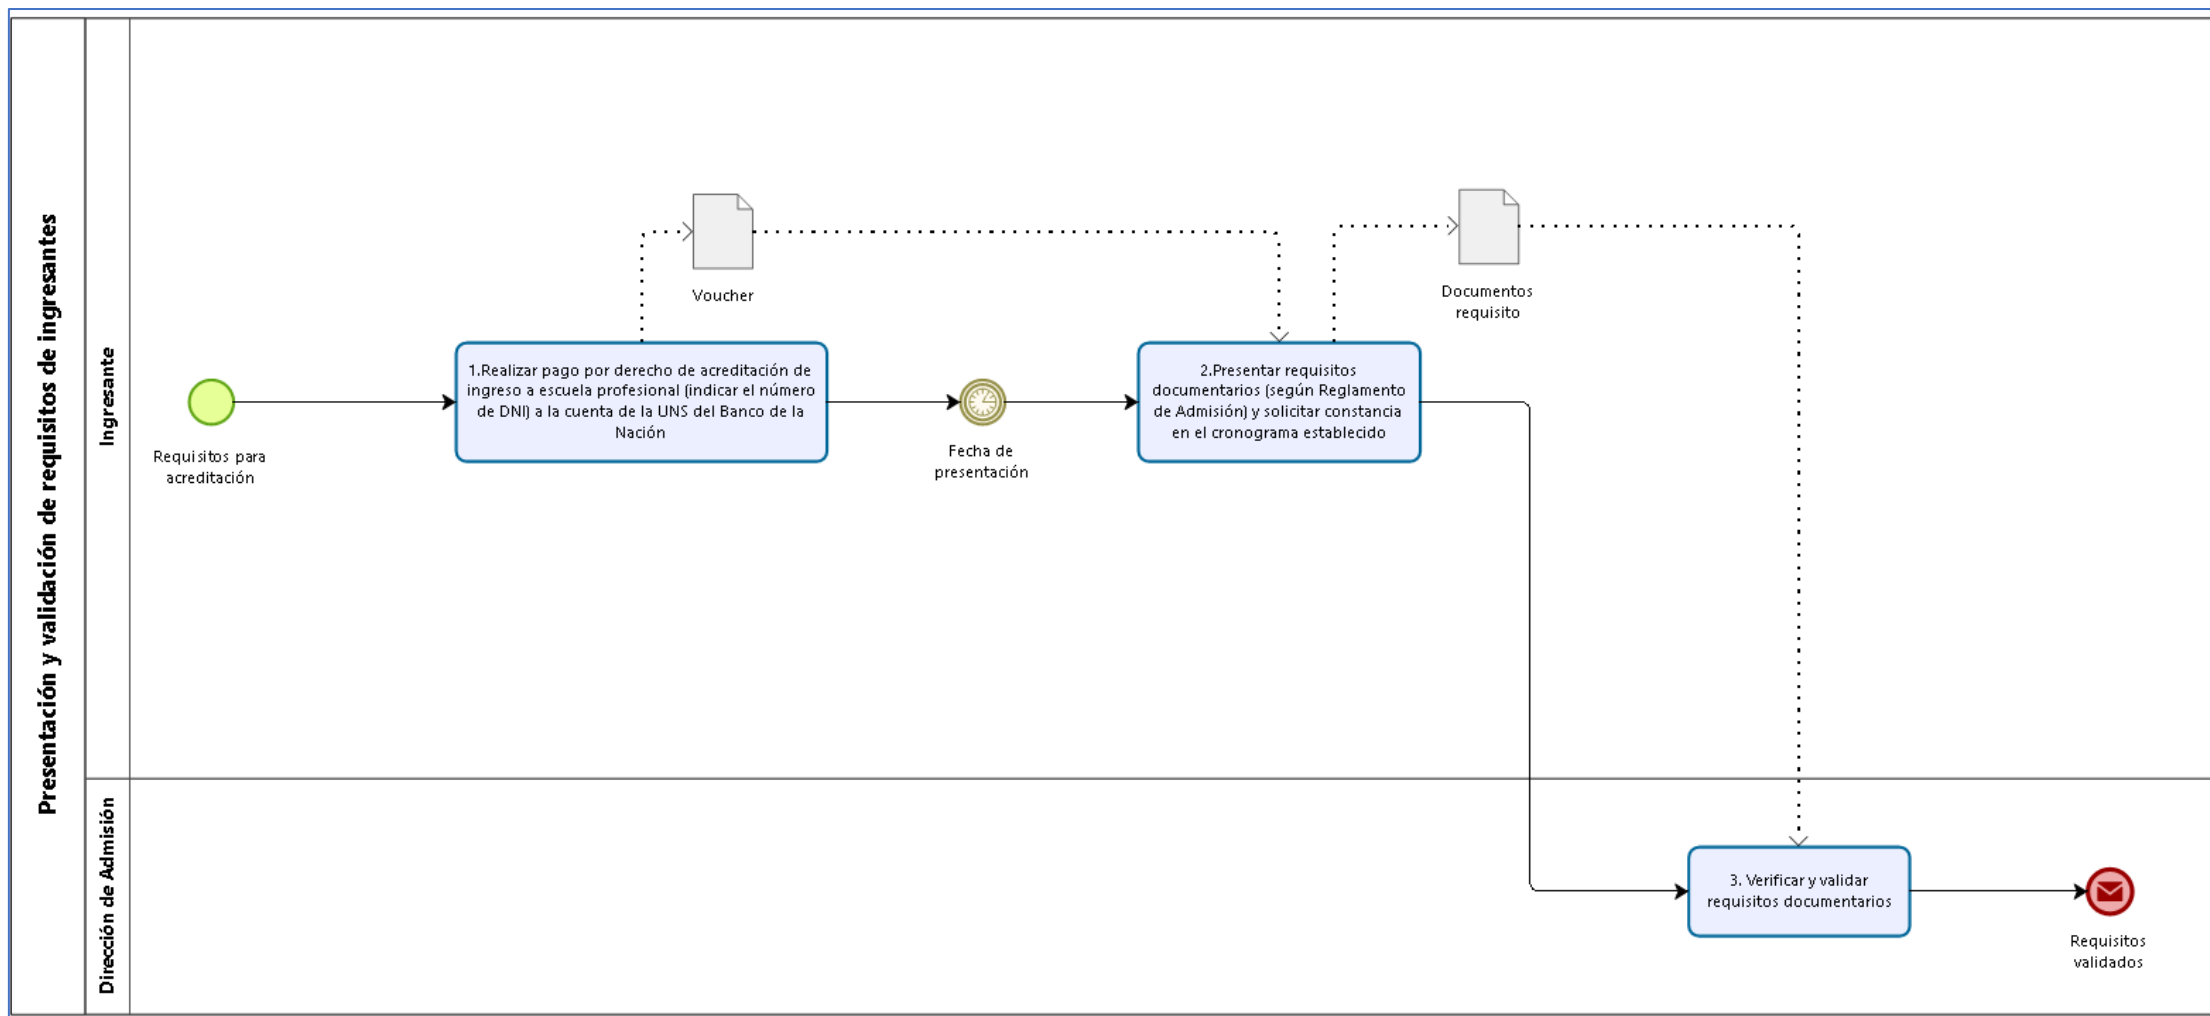 Presentación y validación de requisitos de ingresantes
Ingresante
Requisitos para
acreditación
1.Realizar pago por derecho de acreditación de
ingreso a escuela profesional (indicar el número
de DNI) a la cuenta de la UNS del Banco de la
Nación
Voucher
Fecha de
presentación
2.Presentar requisitos
documentarios (según Reglamento
de Admisión) y solicitar constancia
en el cronograma establecido
Documentos
requisito
Dirección de Admisión
3. Verificar y validar
requisitos documentarios
Requisitos
validados